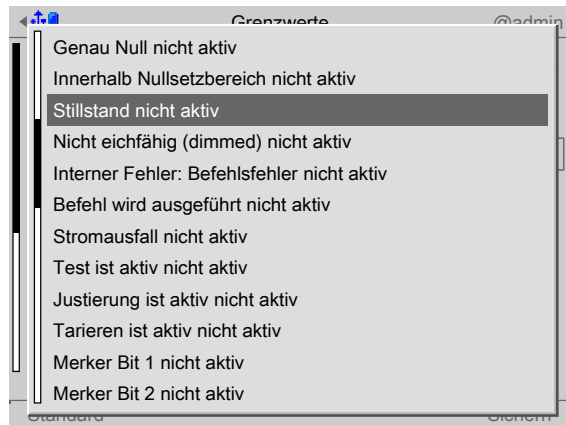 Grenzwerte @admin
Genau Null nicht aktiv
Innerhalb Nullsetzbereich nicht aktiv
Stillstand nicht aktiv
Nicht eichfähig (dimmed) nicht aktiv
Interner Fehler: Befehlsfehler nicht aktiv
Befehl wird ausgeführt nicht aktiv
Stromausfall nicht aktiv
Test ist aktiv nicht aktiv
Justierung ist aktiv nicht aktiv
Tarieren ist aktiv nicht aktiv
Merker Bit 1 nicht aktiv
Merker Bit 2 nicht aktiv
Standard Sichern